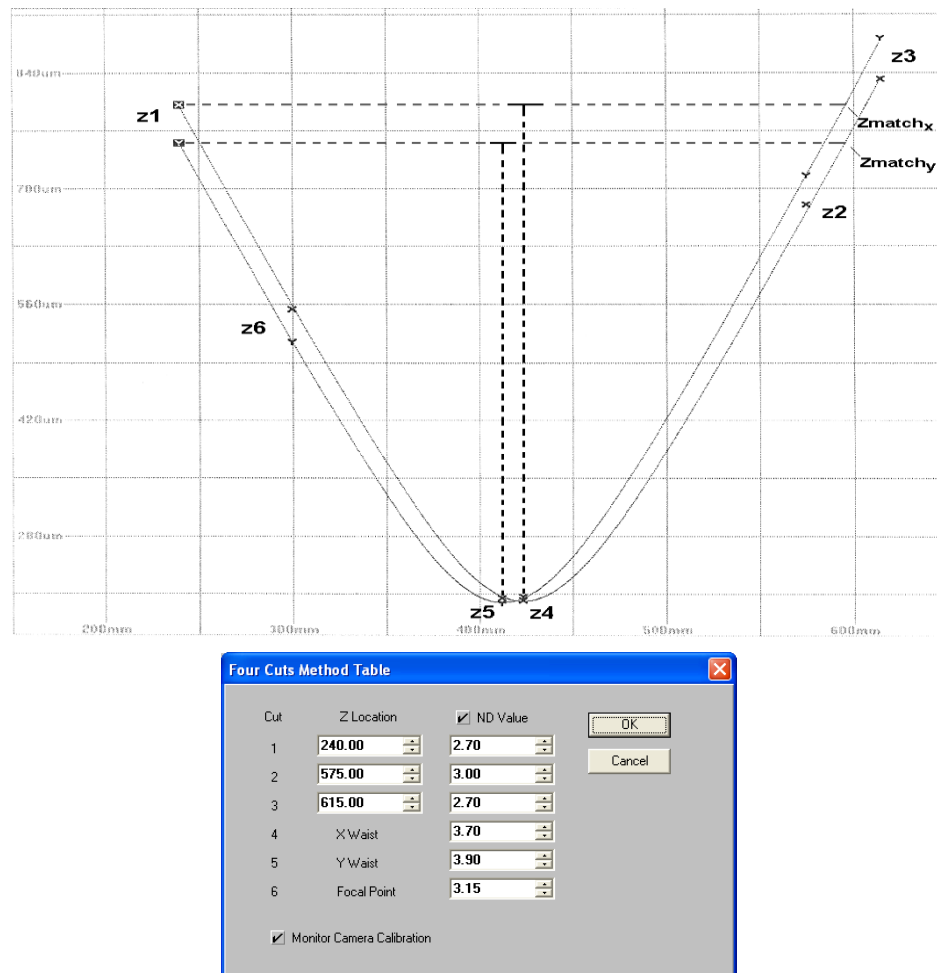 840um
z1
z3
Zmatchx
Zmatchy
700um
z2
560um
z6
420um
280um
z5
z4
200mm
300mm
400mm
500mm
600mm
X
Y
X
Y
Y
X
Y
X
Four Cuts Method Table
Cut
Z Location
ND Value
OK
1
240.00
2.70
Cancel
2
575.00
3.00
3
615.00
2.70
4
X Waist
3.70
5
Y Waist
3.90
6
Focal Point
3.15
Monitor Camera Calibration